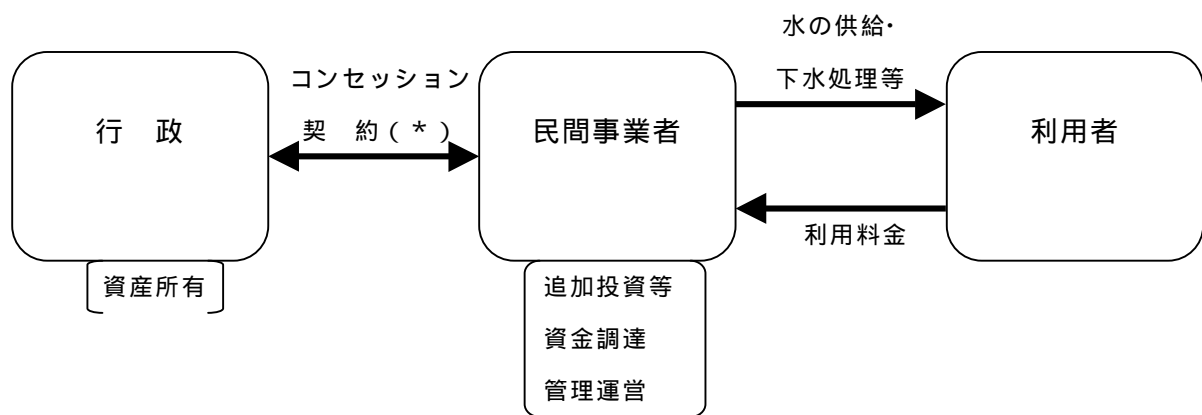 行　政
資産所有
コンセッション
契　約（＊）
民間事業者
追加投資等
資金調達
管理運営
水の供給・
下水処理等
利用料金
利用者